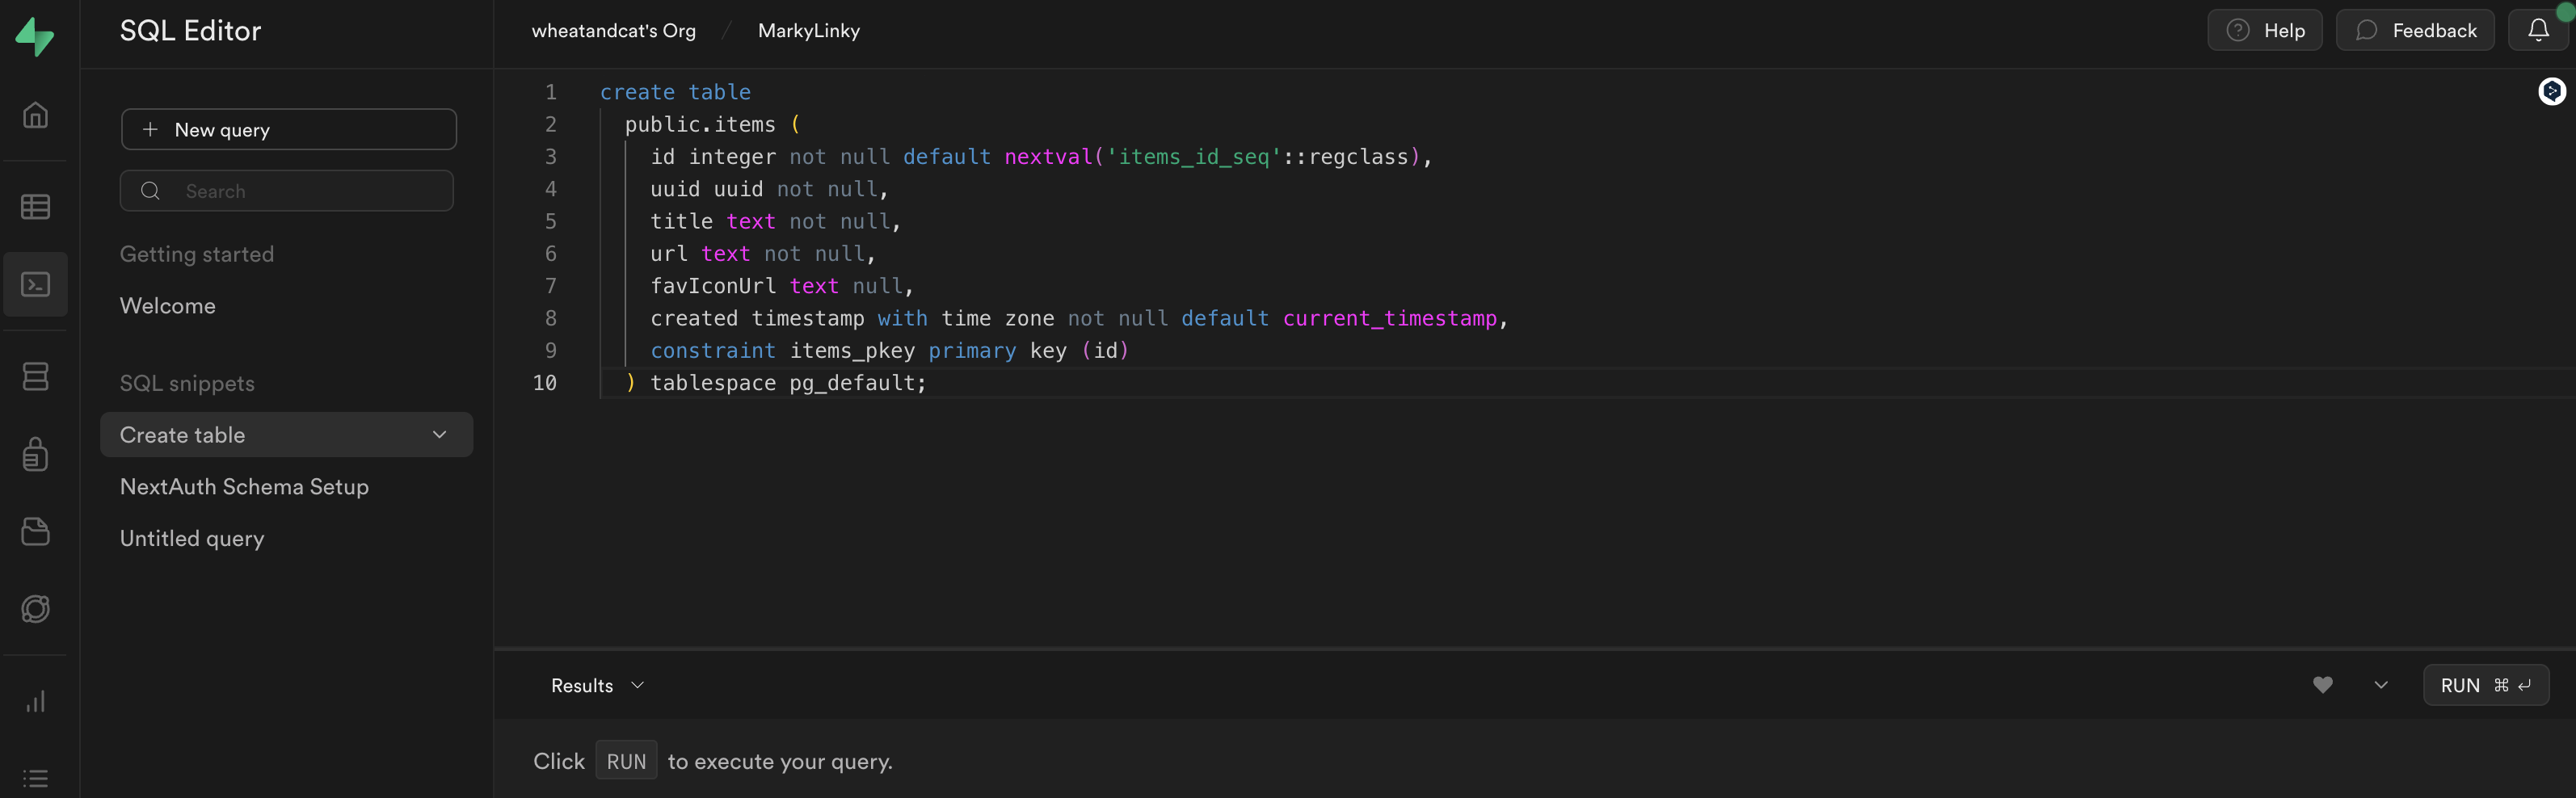 SQL Editor
wheatandcat's Org / MarkyLinky
Help
Feedback
+ New query
Search
Getting started
Welcome
SQL snippets
Create table
NextAuth Schema Setup
Untitled query
1 create table
2 public.items (
3 id integer not null default nextval('items_id_seq'::regclass),
4 uuid uuid not null,
5 title text not null,
6 url text not null,
7 favIconUrl text null,
8 created timestamp with time zone not null default current_timestamp,
9 constraint items_pkey primary key (id)
10 ) tablespace pg_default;
Results
RUN ⌘ ↵
Click RUN to execute your query.